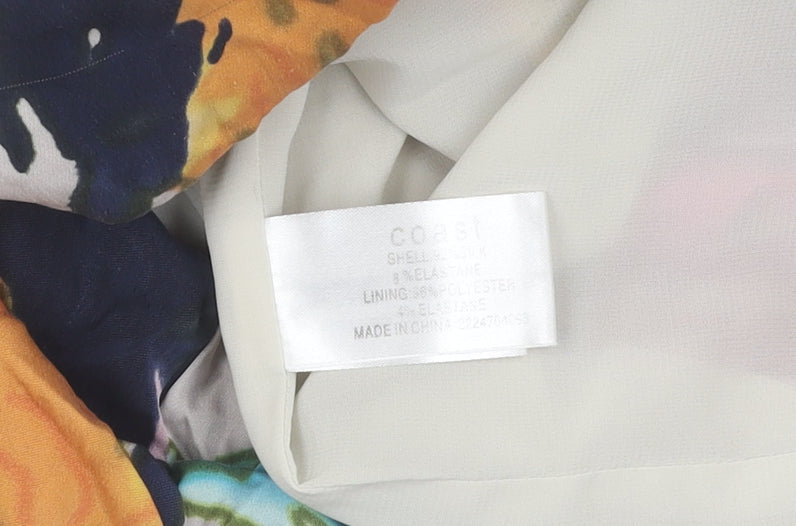 coast
SHELL 92%SILK
8 %ELASTANE
LINING:96%POLYESTER
4% ELASTANE
MADE IN CHINA